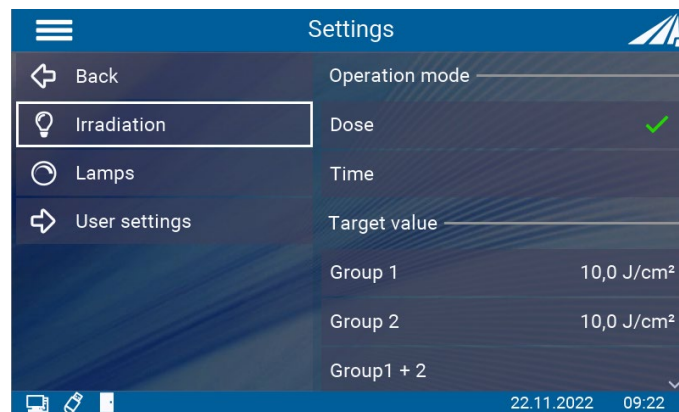 Settings
Back
Irradiation
Lamps
User settings
Operation mode
Dose
Time
Target value
Group 1 10,0 J/cm²
Group 2 10,0 J/cm²
Group1 + 2
22.11.2022 09:22